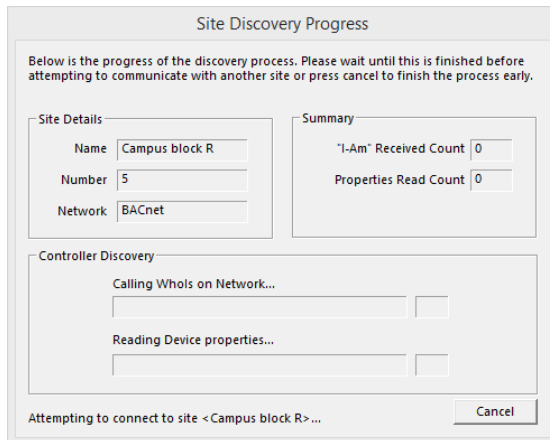 Site Discovery Progress
Below is the progress of the discovery process. Please wait until this is finished before
attempting to communicate with another site or press cancel to finish the process early.
Site Details
Name Campus block R
Number 5
Network BACnet
Summary
"I-Am" Received Count 0
Properties Read Count 0
Controller Discovery
Calling WhoIs on Network...
Reading Device properties...
Attempting to connect to site <Campus block R>...
Cancel